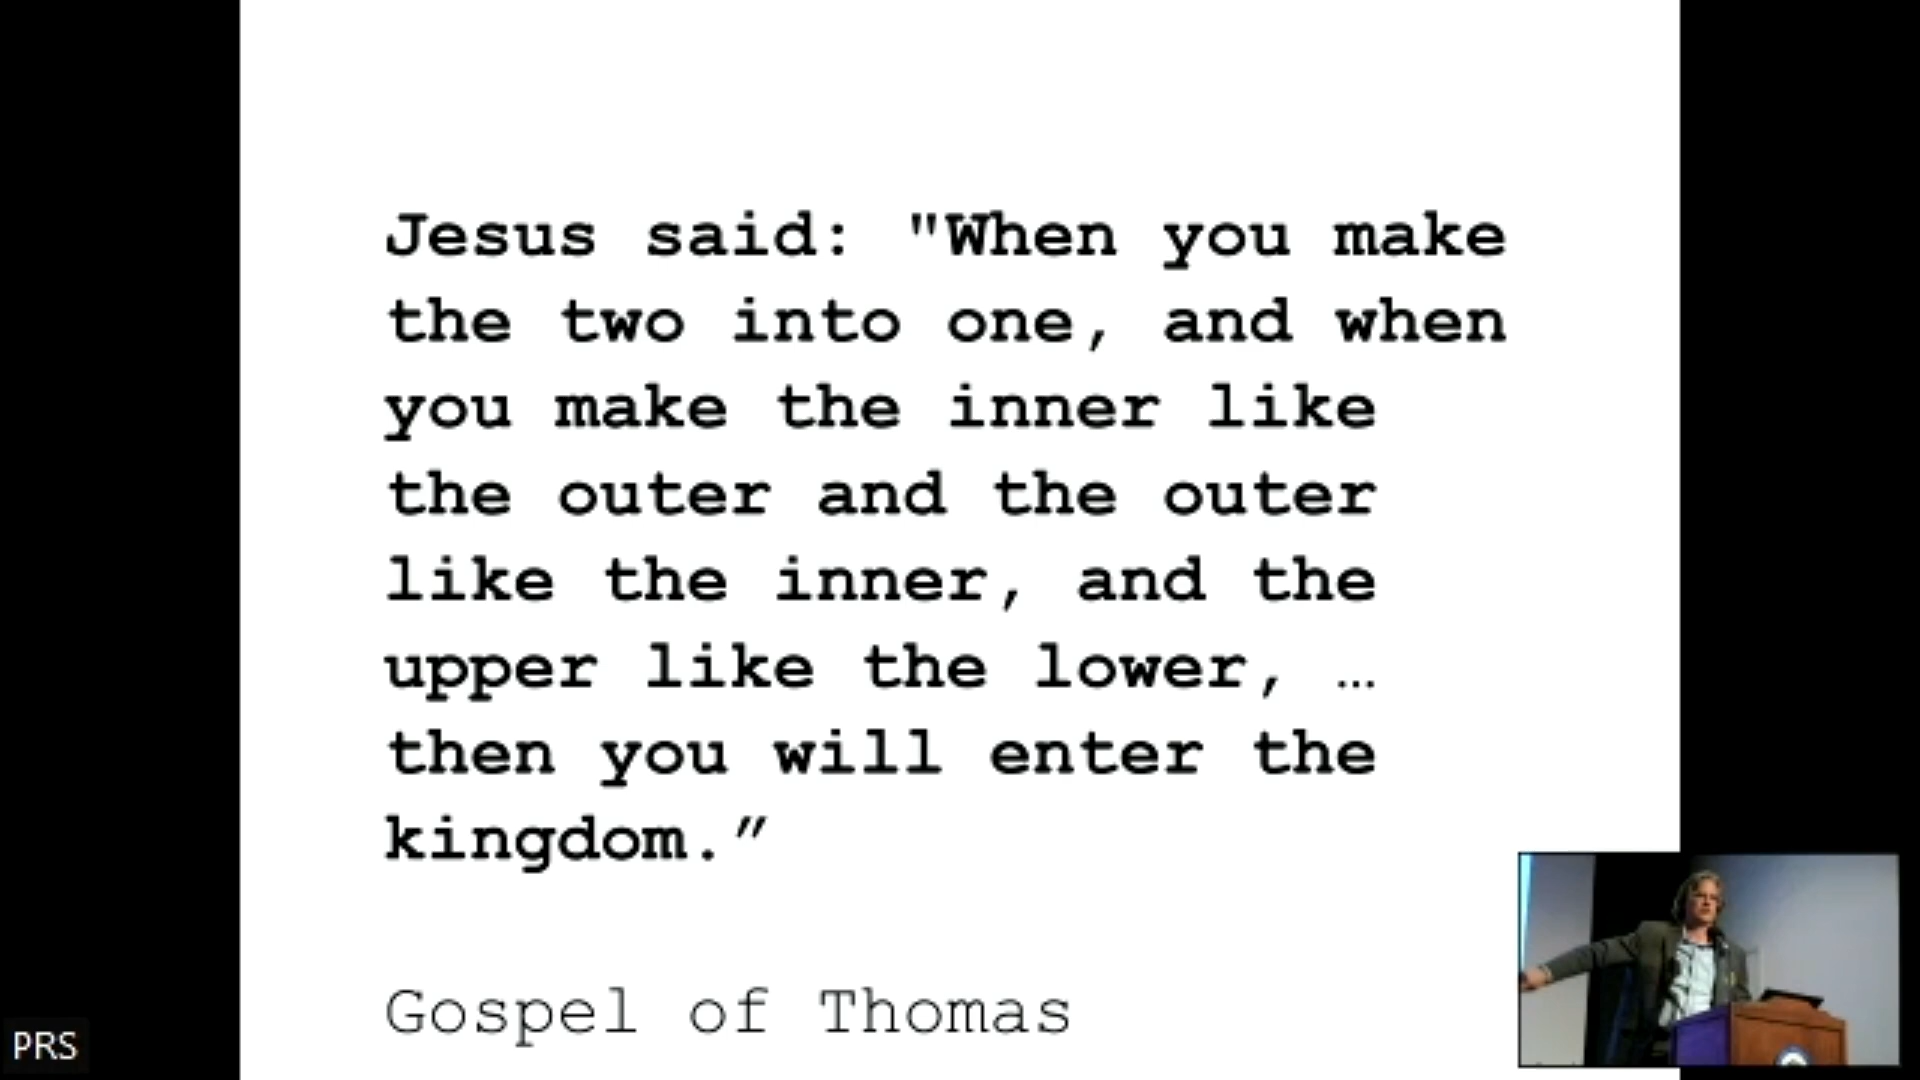 Jesus said: "When you make
the two into one, and when
you make the inner like
the outer and the outer
like the inner, and the
upper like the lower, …
then you will enter the
kingdom.”
Gospel of Thomas
PRS